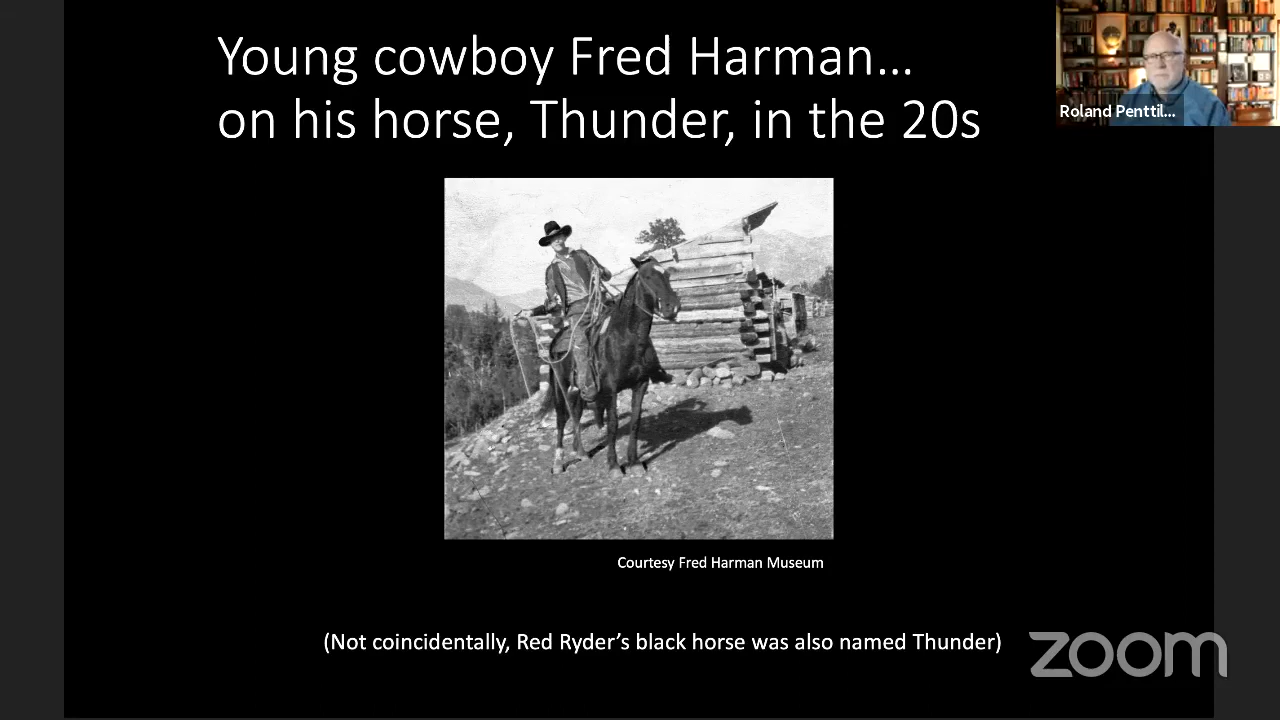 Young cowboy Fred Harman…
on his horse, Thunder, in the 20s
Roland Penttil...
Courtesy Fred Harman Museum
(Not coincidentally, Red Ryder’s black horse was also named Thunder)
zoom